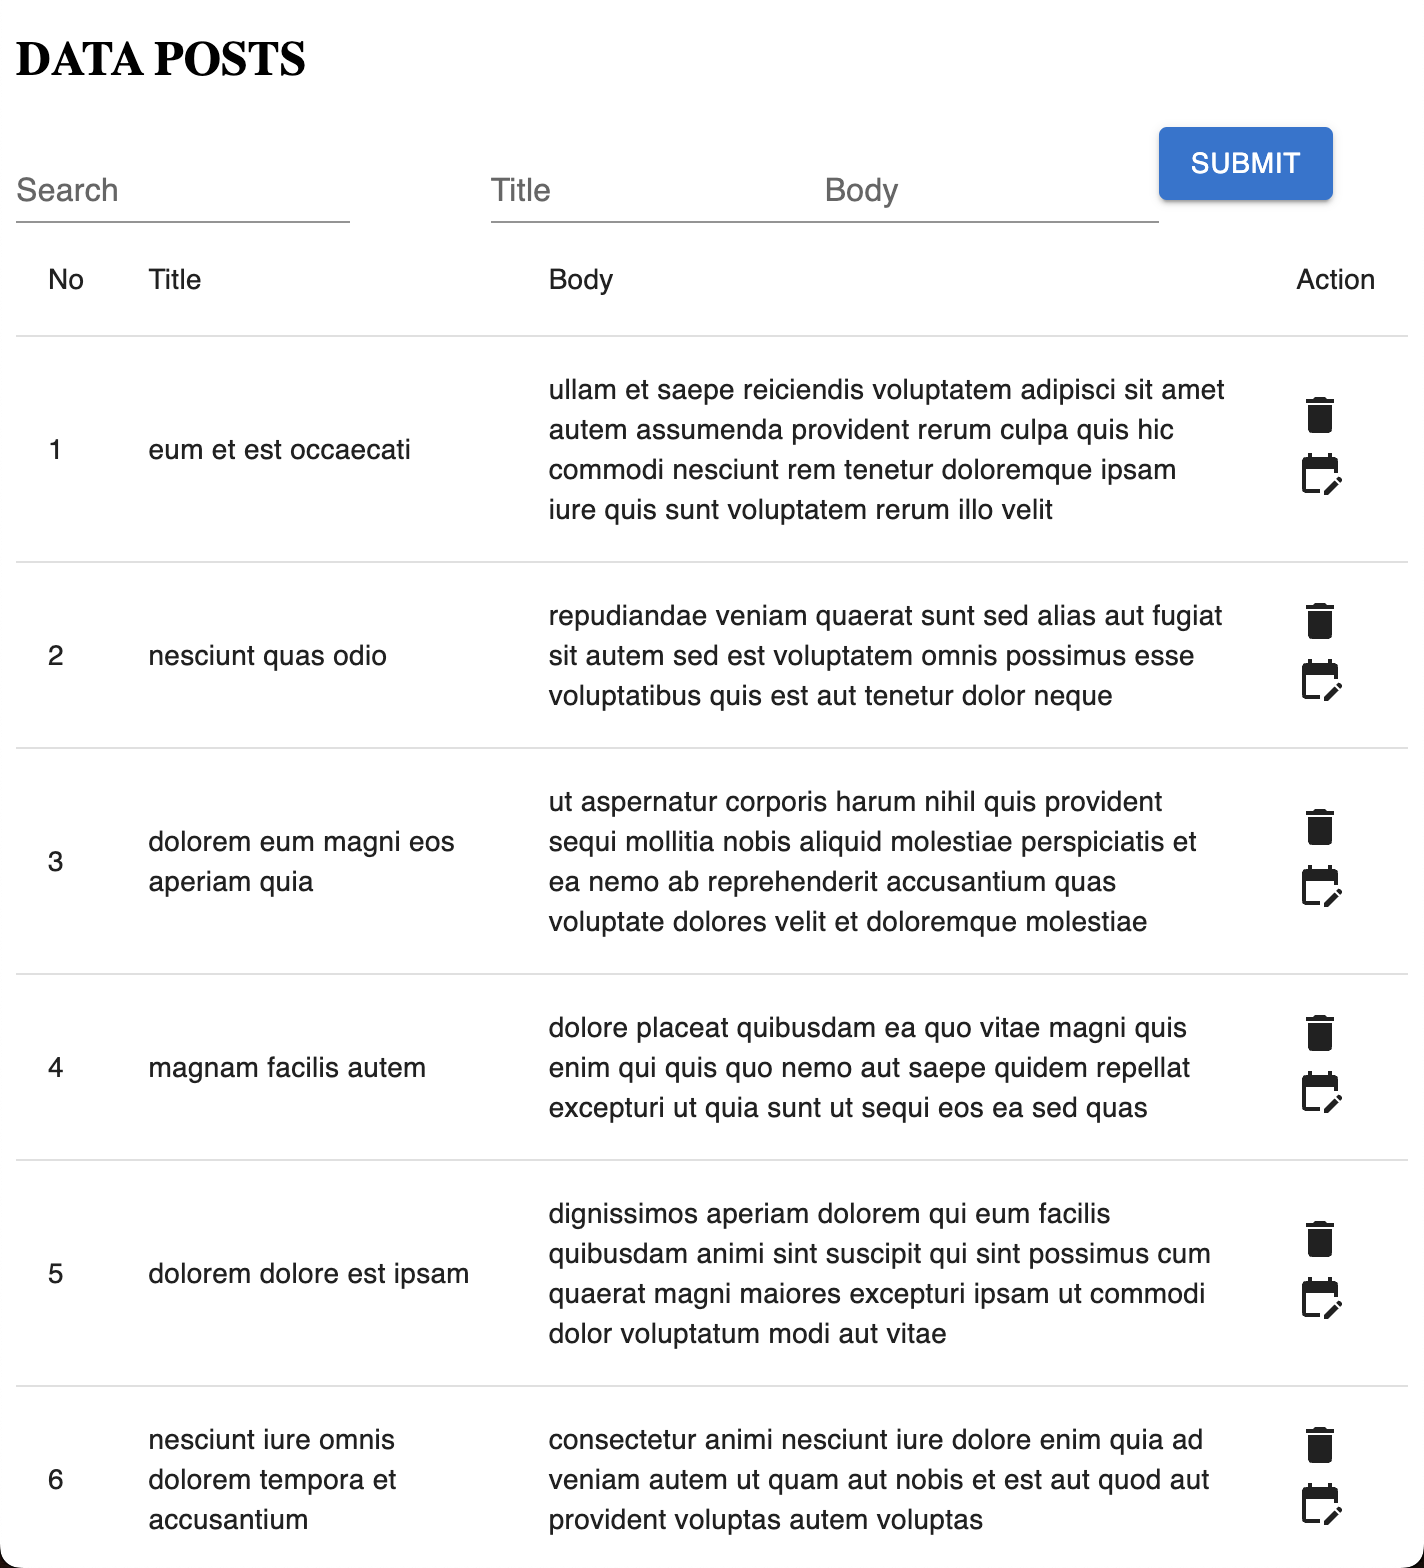 DATA POSTS
Search
Title
Body
SUBMIT
No
Title
Body
Action
1
eum et est occaecati
ullam et saepe reiciendis voluptatem adipisci sit amet
autem assumenda provident rerum culpa quis hic
commodi nesciunt rem tenetur doloremque ipsam
iure quis sunt voluptatem rerum illo velit
2
nesciunt quas odio
repudiandae veniam quaerat sunt sed alias aut fugiat
sit autem sed est voluptatem omnis possimus esse
voluptatibus quis est aut tenetur dolor neque
3
dolorem eum magni eos
aperiam quia
ut aspernatur corporis harum nihil quis provident
sequi mollitia nobis aliquid molestiae perspiciatis et
ea nemo ab reprehenderit accusantium quas
voluptate dolores velit et doloremque molestiae
4
magnam facilis autem
dolore placeat quibusdam ea quo vitae magni quis
enim qui quis quo nemo aut saepe quidem repellat
excepturi ut quia sunt ut sequi eos ea sed quas
5
dolorem dolore est ipsam
dignissimos aperiam dolorem qui eum facilis
quibusdam animi sint suscipit qui sint possimus cum
quaerat magni maiores excepturi ipsam ut commodi
dolor voluptatum modi aut vitae
6
nesciunt iure omnis
dolorem tempora et
accusantium
consectetur animi nesciunt iure dolore enim quia ad
veniam autem ut quam aut nobis et est aut quod aut
provident voluptas autem voluptas